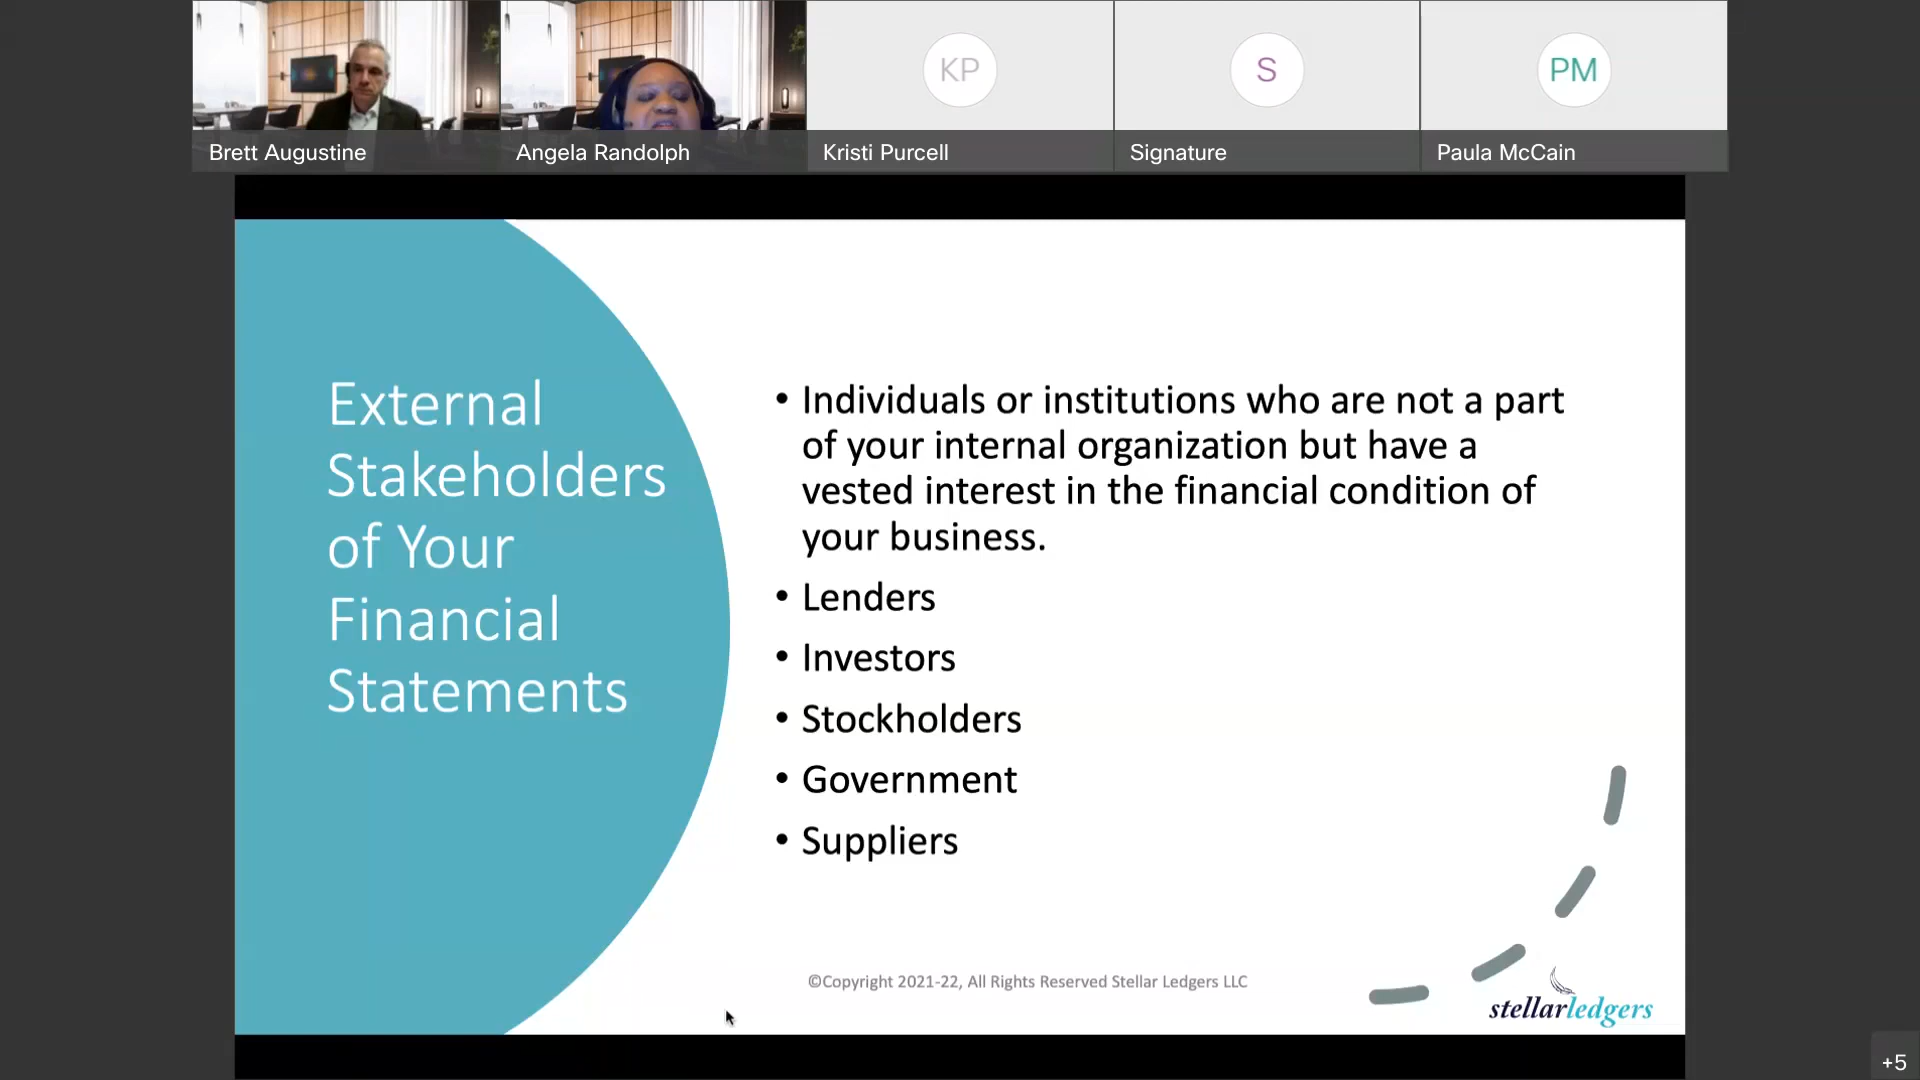 KP
S
PM
Brett Augustine
Angela Randolph
Kristi Purcell
Signature
Paula McCain
External
Stakeholders
of Your
Financial
Statements
• Individuals or institutions who are not a part
of your internal organization but have a
vested interest in the financial condition of
your business.
• Lenders
• Investors
• Stockholders
• Government
• Suppliers
©Copyright 2021-22, All Rights Reserved Stellar Ledgers LLC
stellarledgers
+5